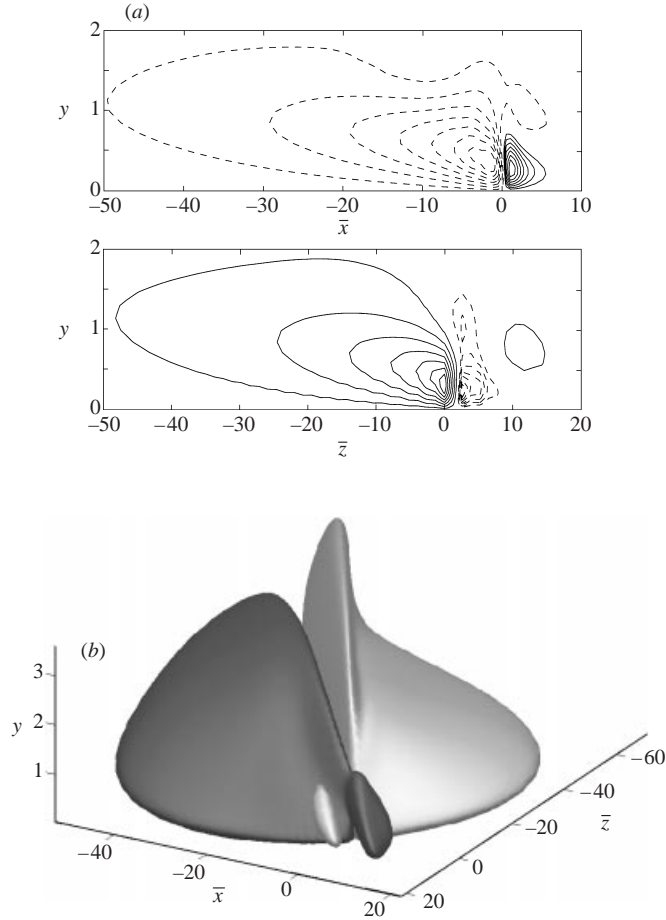 (a)
2
y 1
0
–50 –40 –30 –20 –10 0 10
x̄
2
y 1
0
–50 –40 –30 –20 –10 0 10 20
z̄
(b)
3
y 2
1
–40 –20 0 20
x̄
20 0 –20 –40 –60
z̄